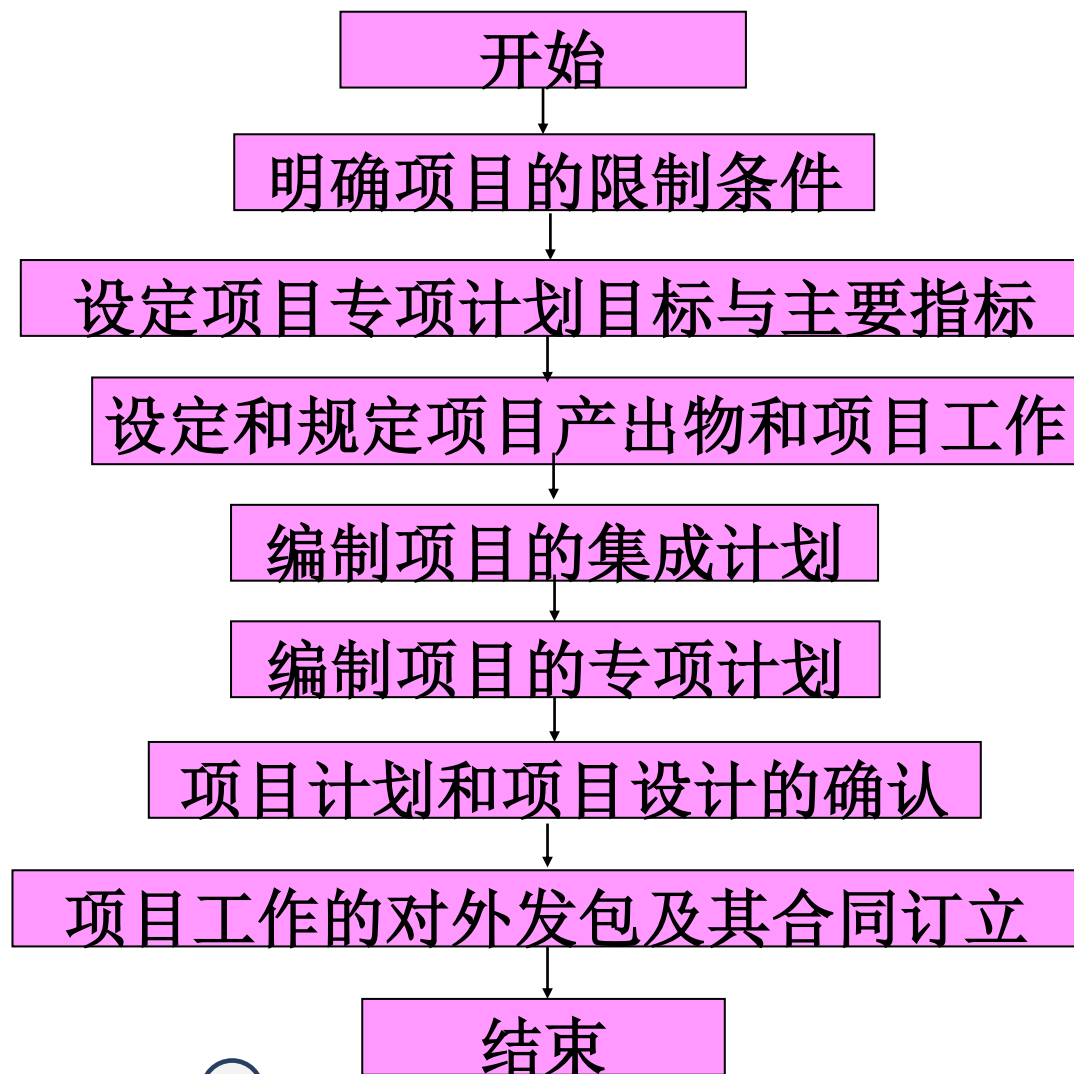 开始
明确项目的限制条件
设定项目专项计划目标与主要指标
设定和规定项目产出物和项目工作
编制项目的集成计划
编制项目的专项计划
项目计划和项目设计的确认
项目工作的对外发包及其合同订立
结束